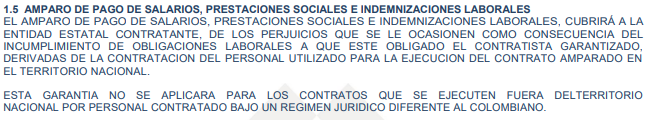 1.5 AMPARO DE PAGO DE SALARIOS, PRESTACIONES SOCIALES E INDEMNIZACIONES LABORALES
EL AMPARO DE PAGO DE SALARIOS, PRESTACIONES SOCIALES E INDEMNIZACIONES LABORALES, CUBRIRÁ A LA
ENTIDAD ESTATAL CONTRATANTE, DE LOS PERJUICIOS QUE SE LE OCASIONEN COMO CONSECUENCIA DEL
INCUMPLIMIENTO DE OBLIGACIONES LABORALES A QUE ESTE OBLIGADO EL CONTRATISTA GARANTIZADO,
DERIVADAS DE LA CONTRATACION DEL PERSONAL UTILIZADO PARA LA EJECUCION DEL CONTRATO AMPARADO EN
EL TERRITORIO NACIONAL.
ESTA GARANTIA NO SE APLICARA PARA LOS CONTRATOS QUE SE EJECUTEN FUERA DELTERRITORIO
NACIONAL POR PERSONAL CONTRATADO BAJO UN REGIMEN JURIDICO DIFERENTE AL COLOMBIANO.